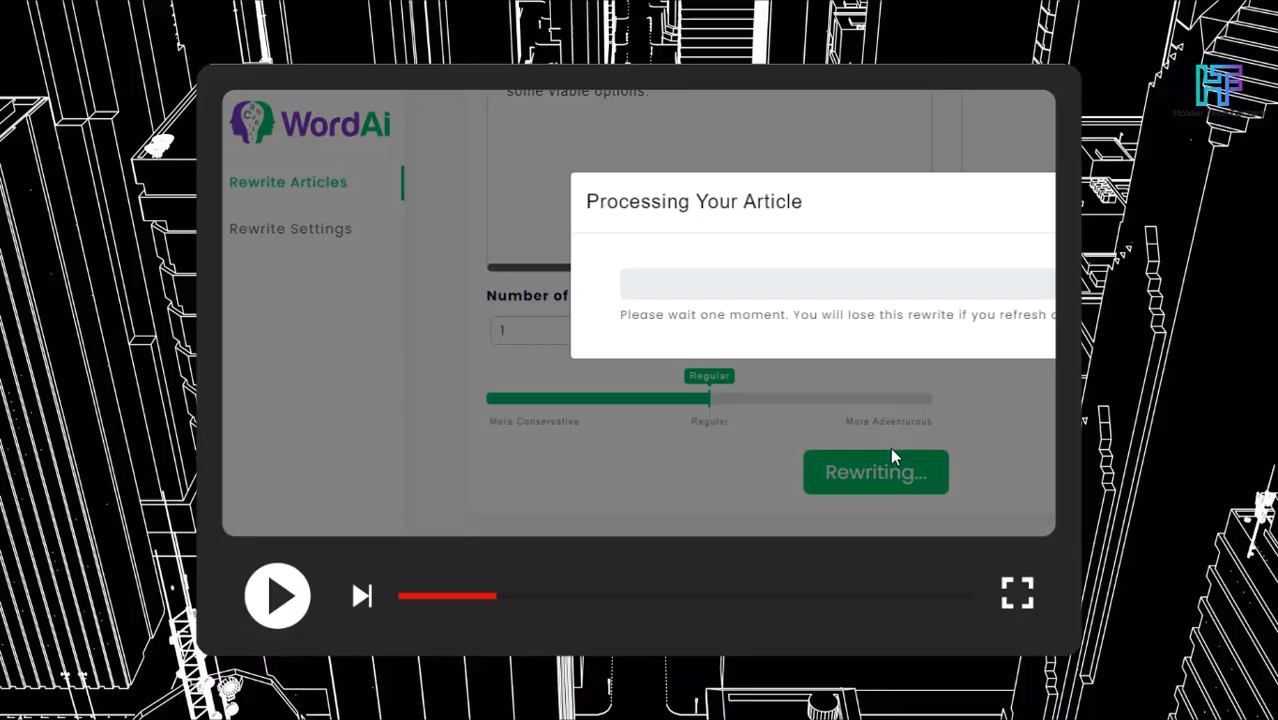 some viable options.
WordAi
Rewrite Articles
Processing Your Article
Rewrite Settings
Number of
Please wait one moment. You will lose this rewrite if you refresh
1
Regular
More Conservative
Regular
More Adventurous
Rewriting...
HF